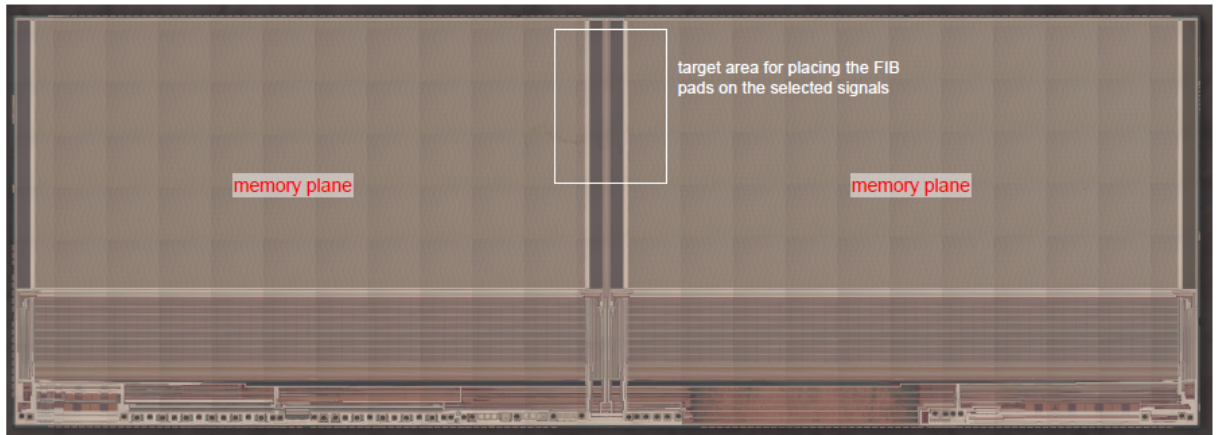 target area for placing the FIB
pads on the selected signals
memory plane
memory plane